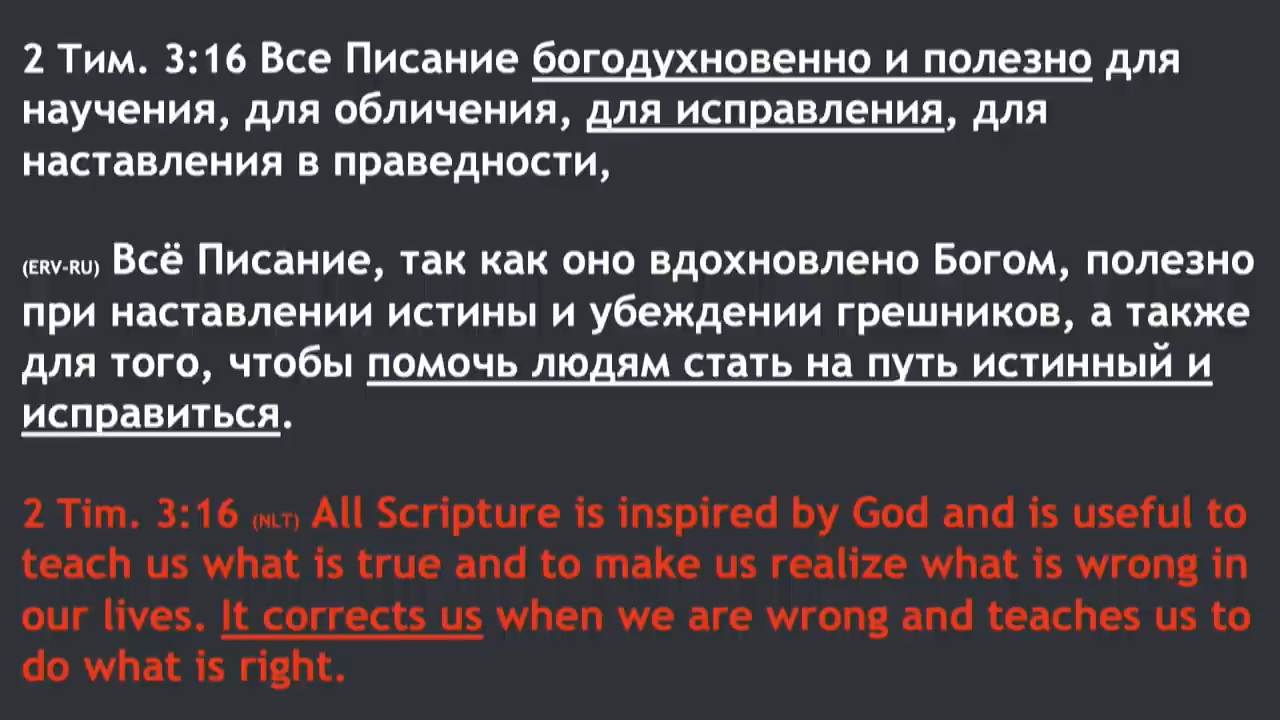 2 Тим. 3:16 Все Писание богодухновенно и полезно для
научения, для обличения, для исправления, для
наставления в праведности,
(ERV-RU) Всё Писание, так как оно вдохновлено Богом, полезно
при наставлении истины и убеждении грешников, а также
для того, чтобы помочь людям стать на путь истинный и
исправиться.
2 Tim. 3:16 (NLT) All Scripture is inspired by God and is useful to
teach us what is true and to make us realize what is wrong in
our lives. It corrects us when we are wrong and teaches us to
do what is right.